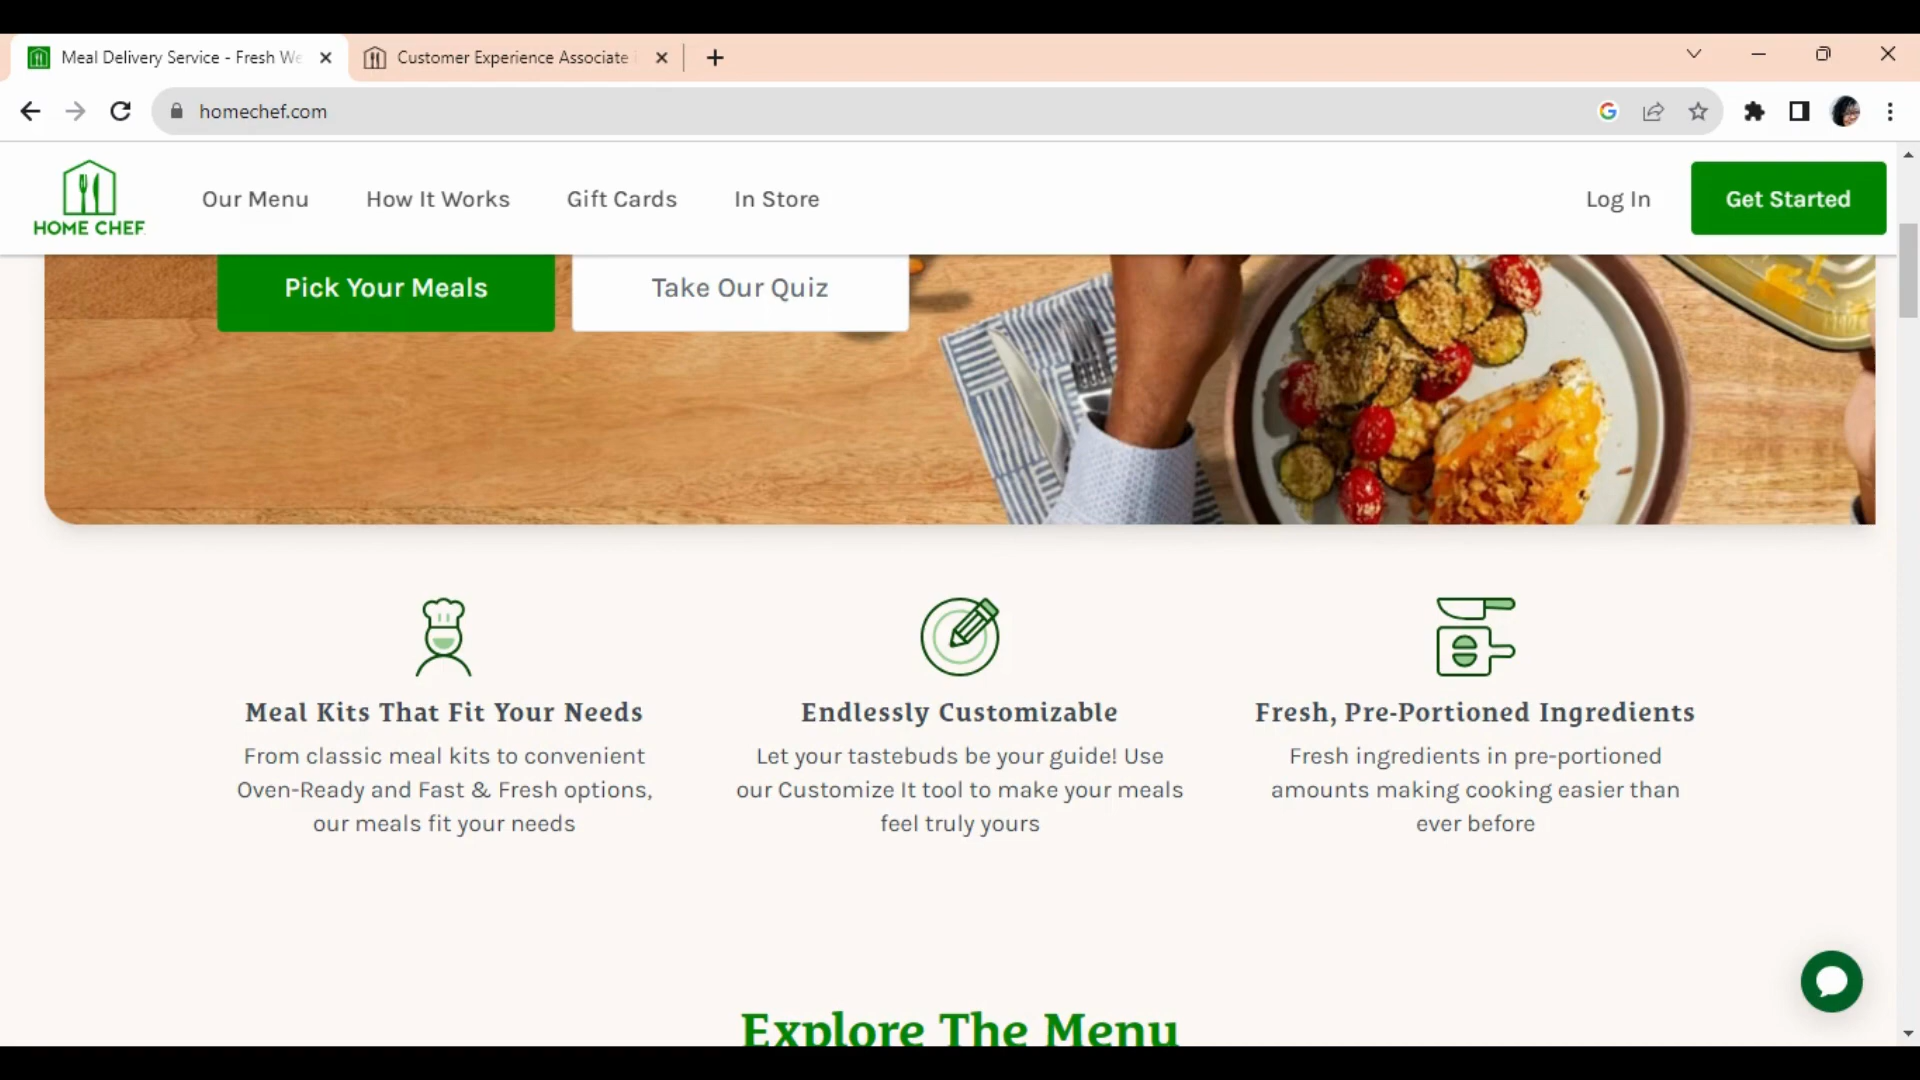 Meal Delivery Service - Fresh We
Customer Experience Associate
homechef.com
HOME CHEF
Our Menu
How It Works
Gift Cards
In Store
Log In
Get Started
Pick Your Meals
Take Our Quiz
Meal Kits That Fit Your Needs
From classic meal kits to convenient
Oven-Ready and Fast & Fresh options,
our meals fit your needs
Endlessly Customizable
Let your tastebuds be your guide! Use
our Customize It tool to make your meals
feel truly yours
Fresh, Pre-Portioned Ingredients
Fresh ingredients in pre-portioned
amounts making cooking easier than
ever before
Explore The Menu